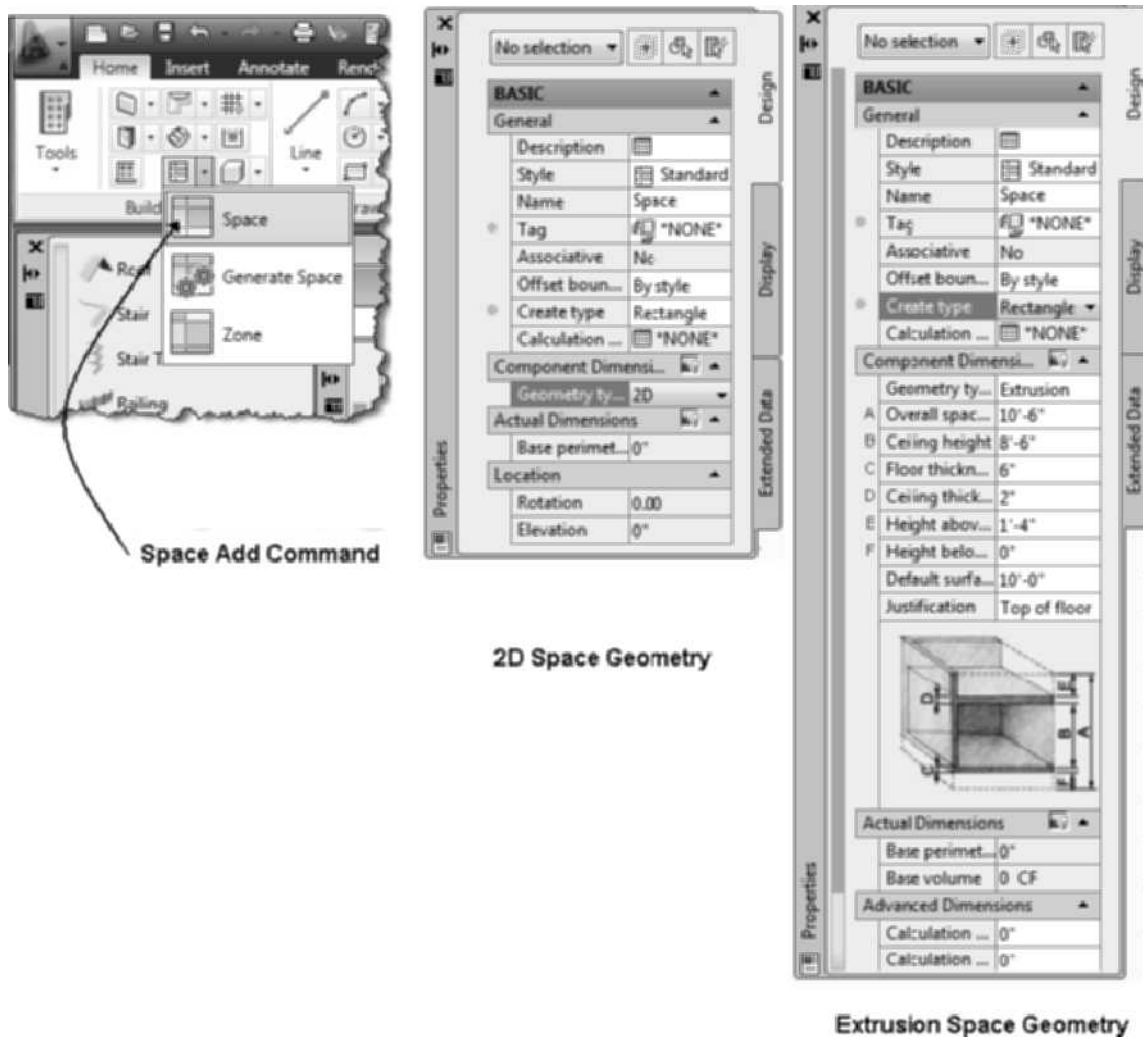 Home Insert Annotate Rend
Tools
Line
Build
Space
Generate Space
Zone
Roof
Stair
Stair T
Railing
Space Add Command
No selection
BASIC
General
Description
Style Standard
Name Space
Tag *NONE*
Associative No
Offset boun... By style
Create type Rectangle
Calculation ... *NONE*
Component Dimensi...
Geometry ty... 2D
Actual Dimensions
Base perimet... 0"
Location
Rotation 0.00
Elevation 0"
Properties
Design
Display
Extended Data
2D Space Geometry
No selection
BASIC
General
Description
Style Standard
Name Space
Tag *NONE*
Associative No
Offset boun... By style
Create type Rectangle
Calculation ... *NONE*
Component Dimensi...
Geometry ty... Extrusion
A Overall spac... 10'-6"
B Ceiling height 8'-6"
C Floor thickn... 6"
D Ceiling thick... 2"
E Height abov... 1'-4"
F Height belo... 0"
Default surfa... 10'-0"
Justification Top of floor
D
C
E
B
A
F
Actual Dimensions
Base perimet... 0"
Base volume 0 CF
Advanced Dimensions
Calculation ... 0"
Calculation ... 0"
Properties
Design
Display
Extended Data
Extrusion Space Geometry